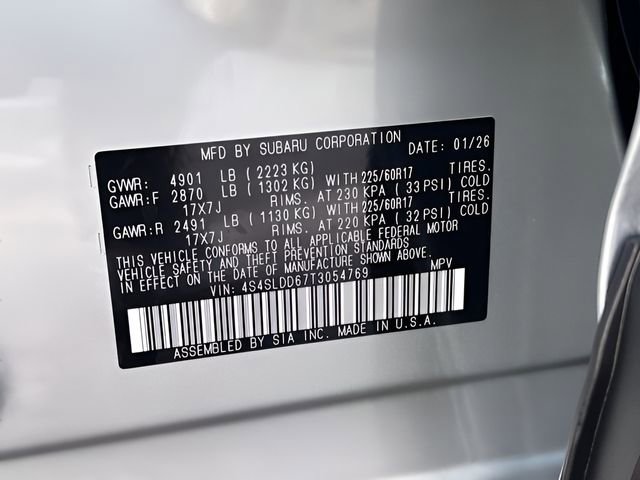 MFD BY SUBARU CORPORATION DATE: 01/26
GVWR: 4901 LB (2223 KG)
GAWR:F 2870 LB (1302 KG) WITH 225/60R17 TIRES.
17X7J RIMS. AT 230 KPA (33 PSI) COLD
GAWR:R 2491 LB (1130 KG) WITH 225/60R17 TIRES.
17X7J RIMS. AT 220 KPA (32 PSI) COLD
THIS VEHICLE CONFORMS TO ALL APPLICABLE FEDERAL MOTOR
VEHICLE SAFETY AND THEFT PREVENTION STANDARDS
IN EFFECT ON THE DATE OF MANUFACTURE SHOWN ABOVE.
VIN: 4S4SLDD67T3054769 MPV
ASSEMBLED BY SIA INC. MADE IN U.S.A.